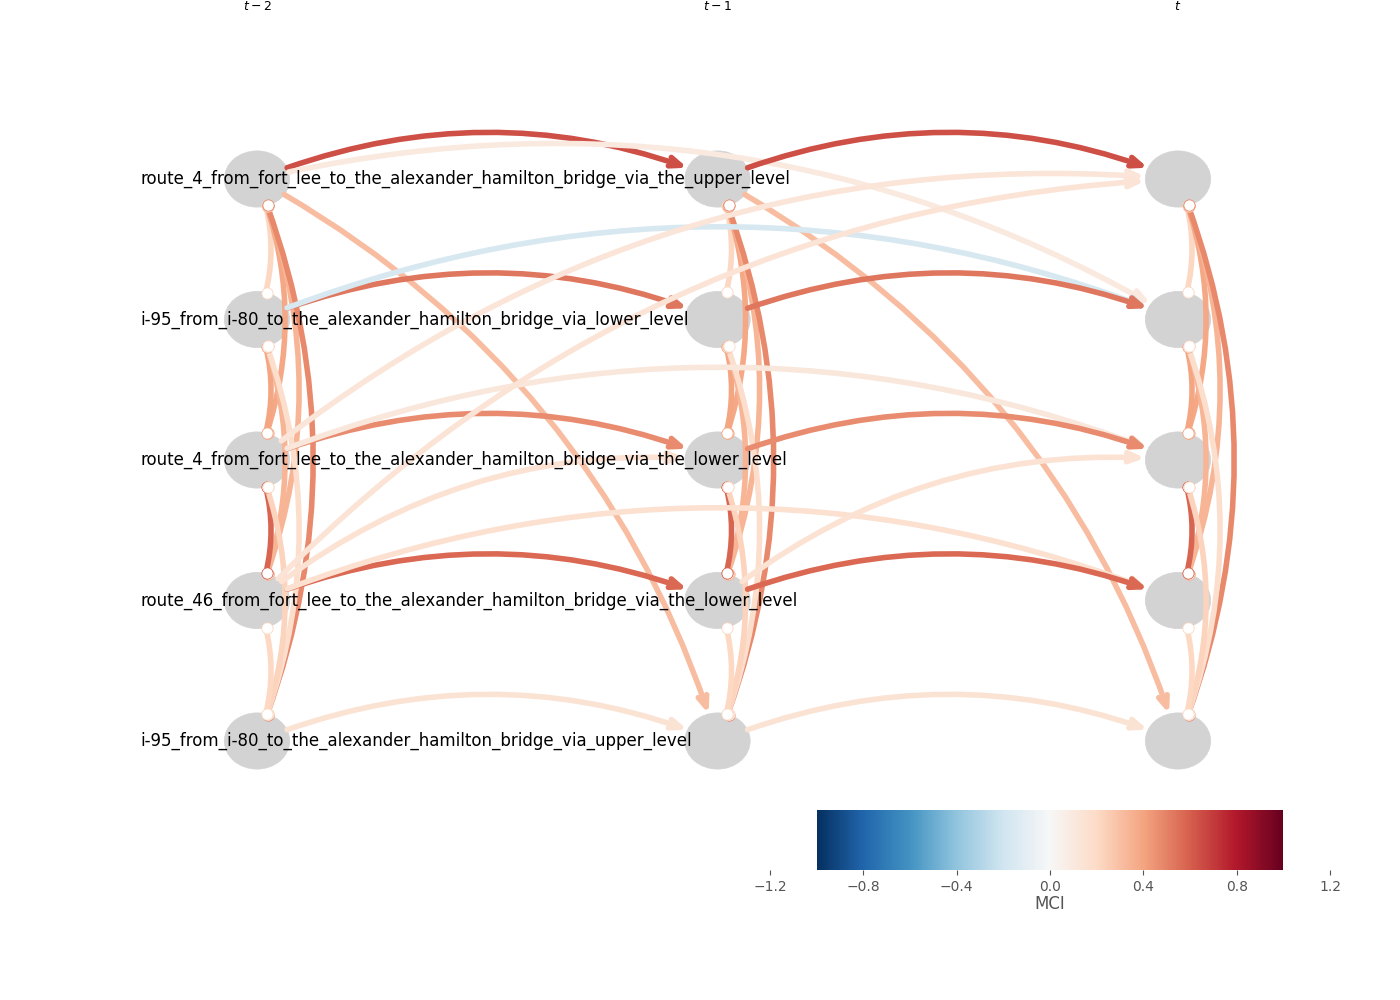 t − 2 t − 1 t
route_4_from_fort_lee_to_the_alexander_hamilton_bridge_via_the_upper_level
i-95_from_i-80_to_the_alexander_hamilton_bridge_via_lower_level
route_4_from_fort_lee_to_the_alexander_hamilton_bridge_via_the_lower_level
route_46_from_fort_lee_to_the_alexander_hamilton_bridge_via_the_lower_level
i-95_from_i-80_to_the_alexander_hamilton_bridge_via_upper_level
−1.2 −0.8 −0.4 0.0 0.4 0.8 1.2
MCI